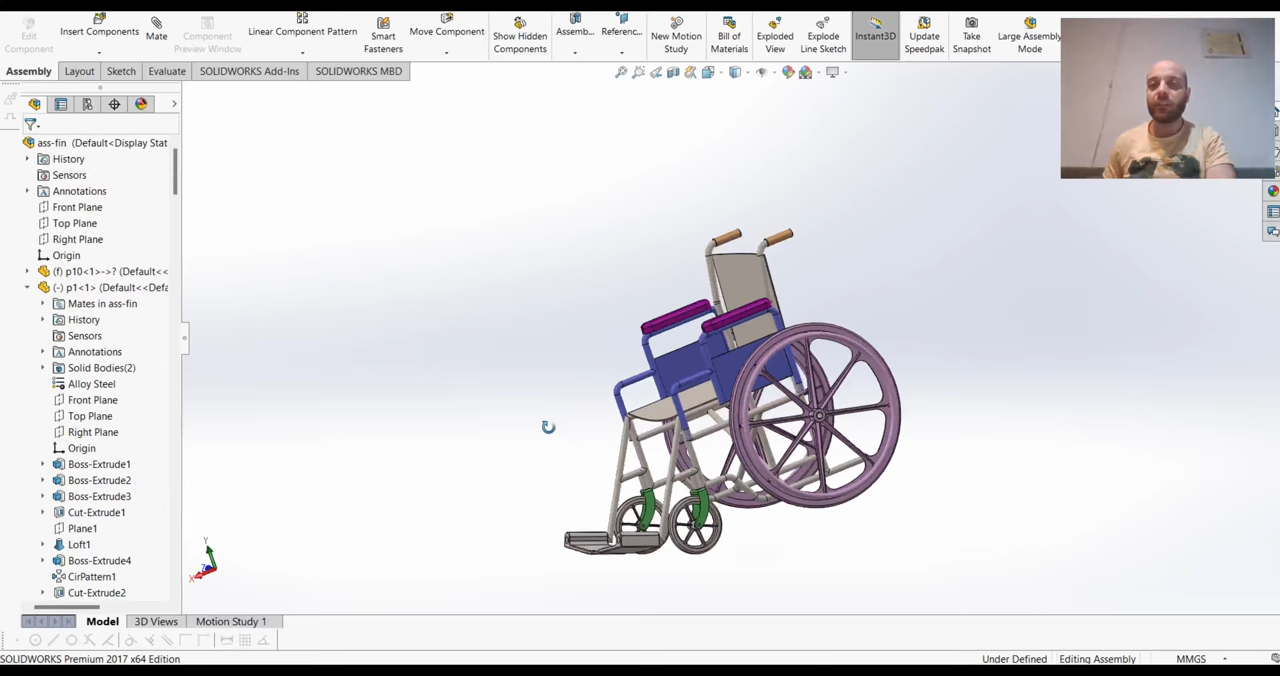 Edit Component
Insert Components
Mate
Component Preview Window
Linear Component Pattern
Smart Fasteners
Move Component
Show Hidden Components
Assemb...
Referenc...
New Motion Study
Bill of Materials
Exploded View
Explode Line Sketch
Instant3D
Update Speedpak
Take Snapshot
Large Assembly Mode
Assembly
Layout
Sketch
Evaluate
SOLIDWORKS Add-Ins
SOLIDWORKS MBD
ass-fin (Default<Display Stat
History
Sensors
Annotations
Front Plane
Top Plane
Right Plane
Origin
(f) p10<1>->? (Default<<
(-) p1<1> (Default<<Defa
Mates in ass-fin
History
Sensors
Annotations
Solid Bodies(2)
Alloy Steel
Front Plane
Top Plane
Right Plane
Origin
Boss-Extrude1
Boss-Extrude2
Boss-Extrude3
Cut-Extrude1
Plane1
Loft1
Boss-Extrude4
CirPattern1
Cut-Extrude2
Y
X
Z
Model
3D Views
Motion Study 1
SOLIDWORKS Premium 2017 x64 Edition
Under Defined
Editing Assembly
MMGS